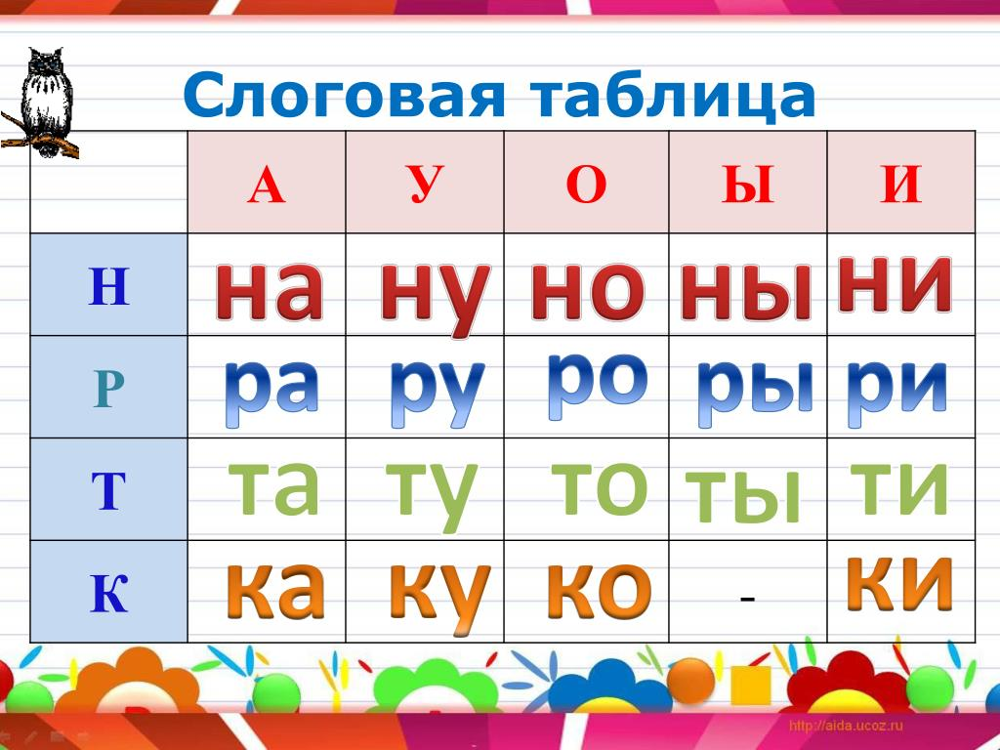 Слоговая таблица
А У О Ы И
Н на ну но ны ни
Р ра ру ро ры ри
Т та ту то ты ти
К ка ку ко - ки
http://aida.ucoz.ru